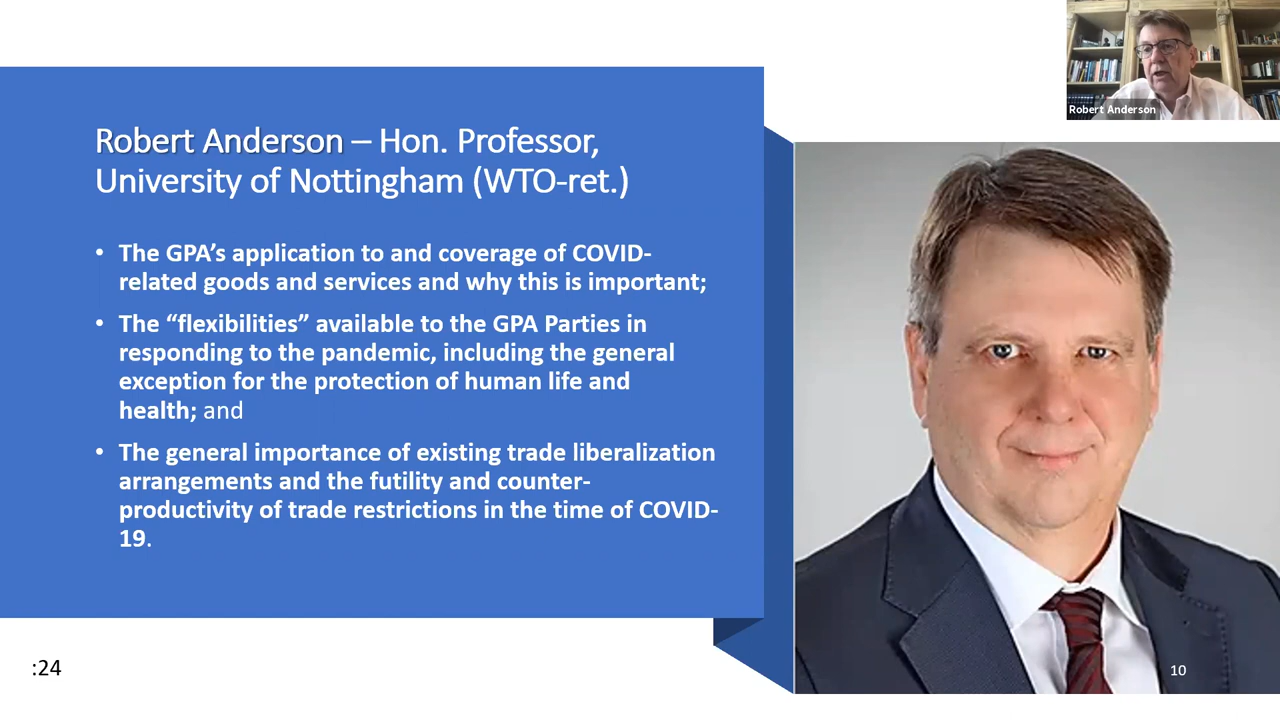 Robert Anderson
Robert Anderson – Hon. Professor,
University of Nottingham (WTO-ret.)
• The GPA’s application to and coverage of COVID-
related goods and services and why this is important;
• The “flexibilities” available to the GPA Parties in
responding to the pandemic, including the general
exception for the protection of human life and
health; and
• The general importance of existing trade liberalization
arrangements and the futility and counter-
productivity of trade restrictions in the time of COVID-
19.
:24
10